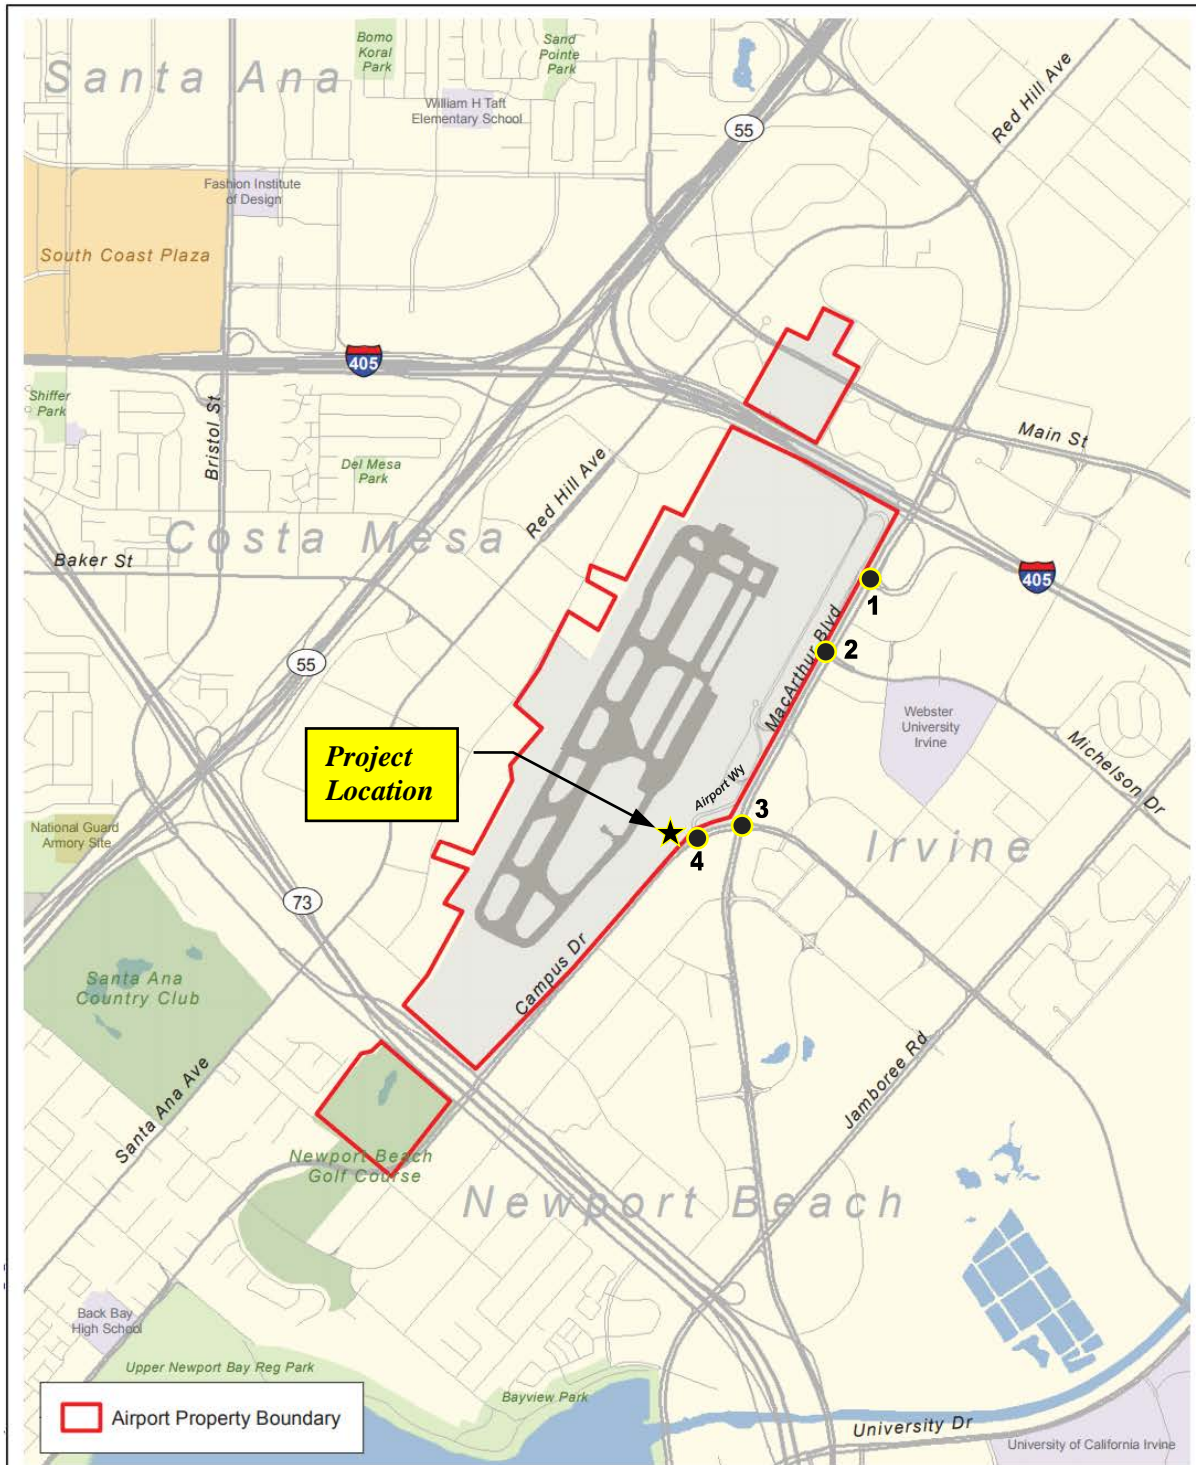 Bomo
Koral
Park
Sand
Pointe
Park
Santa Ana
William H Taft
Elementary School
Red Hill Ave
55
Fashion Institute
of Design
South Coast Plaza
405
Shiffer
Park
Bristol St
Main St
Del Mesa
Park
Red Hill Ave
Costa Mesa
Baker St
405
1
MacArthur Blvd
2
55
Webster
University
Irvine
Michelson Dr
Project
Location
Airport Wy
3
National Guard
Armory Site
4
Irvine
73
Campus Dr
Santa Ana
Country Club
Jamboree Rd
Santa Ana Ave
Newport Beach
Golf Course
Newport Beach
Back Bay
High School
Upper Newport Bay Reg Park
Bayview Park
Airport Property Boundary
University Dr
University of California Irvine